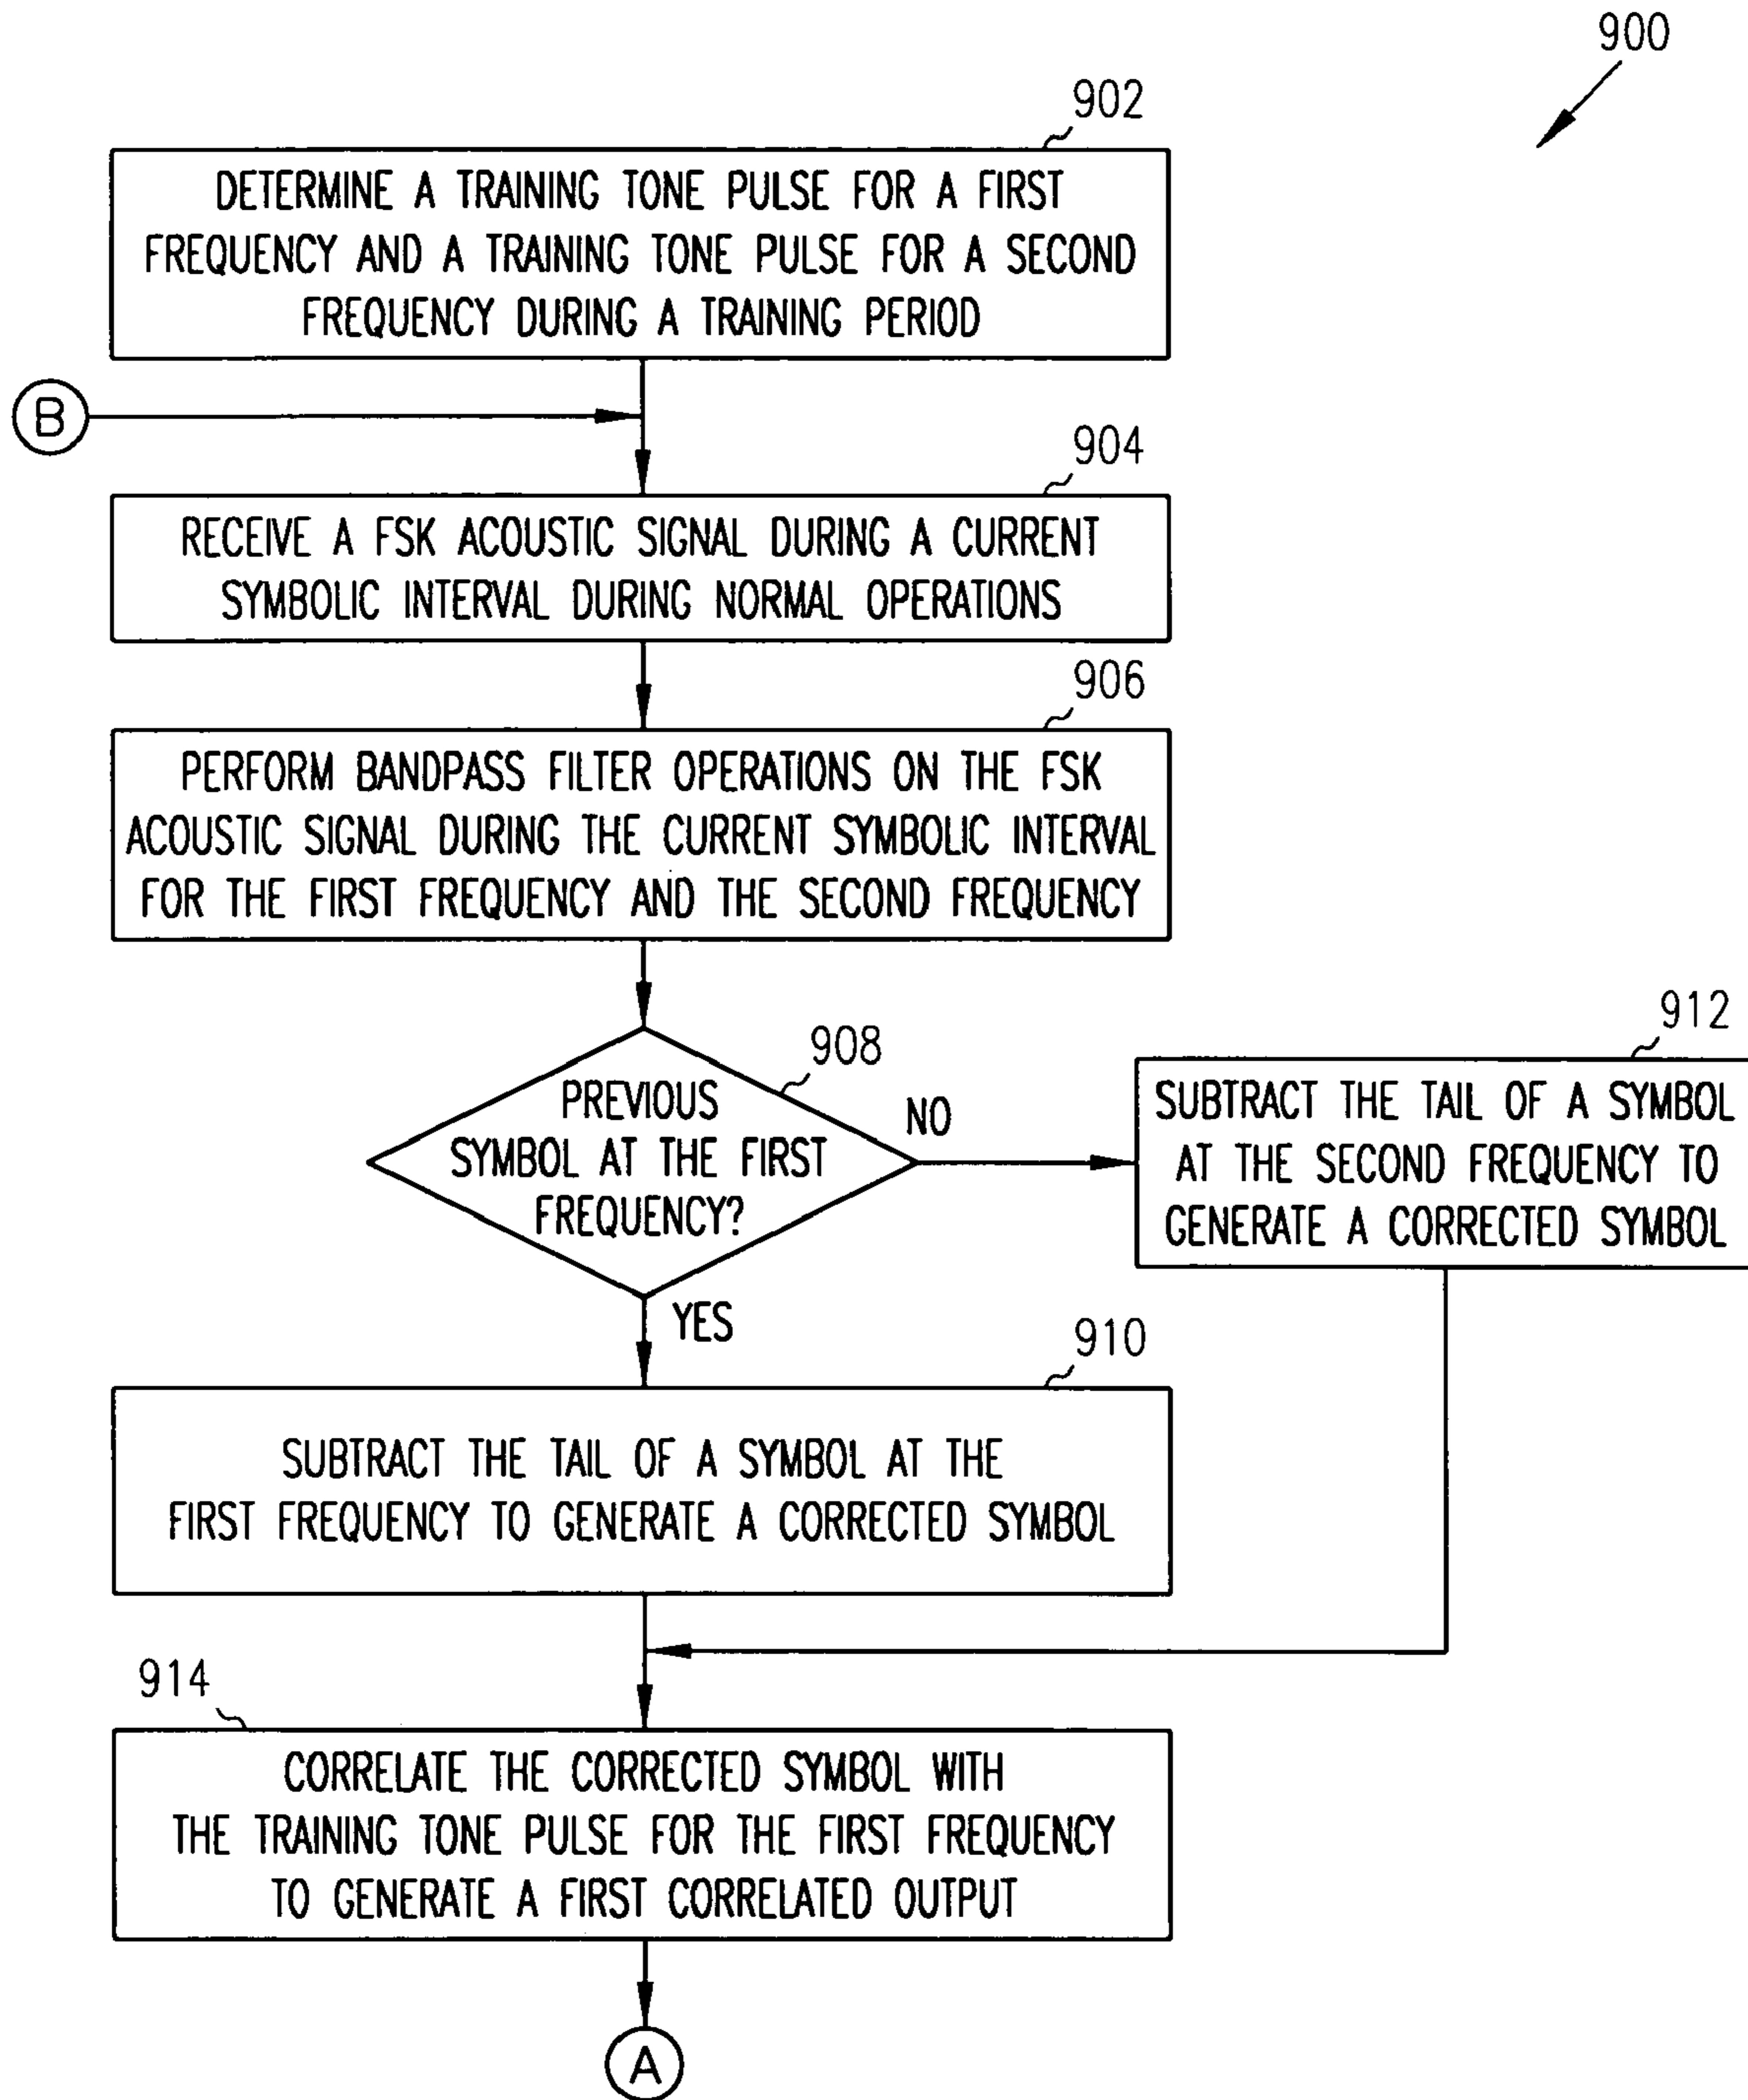 900
902
DETERMINE A TRAINING TONE PULSE FOR A FIRST
FREQUENCY AND A TRAINING TONE PULSE FOR A SECOND
FREQUENCY DURING A TRAINING PERIOD
B
904
RECEIVE A FSK ACOUSTIC SIGNAL DURING A CURRENT
SYMBOLIC INTERVAL DURING NORMAL OPERATIONS
906
PERFORM BANDPASS FILTER OPERATIONS ON THE FSK
ACOUSTIC SIGNAL DURING THE CURRENT SYMBOLIC INTERVAL
FOR THE FIRST FREQUENCY AND THE SECOND FREQUENCY
908
PREVIOUS
SYMBOL AT THE FIRST
FREQUENCY?
NO
912
SUBTRACT THE TAIL OF A SYMBOL
AT THE SECOND FREQUENCY TO
GENERATE A CORRECTED SYMBOL
YES
910
SUBTRACT THE TAIL OF A SYMBOL AT THE
FIRST FREQUENCY TO GENERATE A CORRECTED SYMBOL
914
CORRELATE THE CORRECTED SYMBOL WITH
THE TRAINING TONE PULSE FOR THE FIRST FREQUENCY
TO GENERATE A FIRST CORRELATED OUTPUT
A